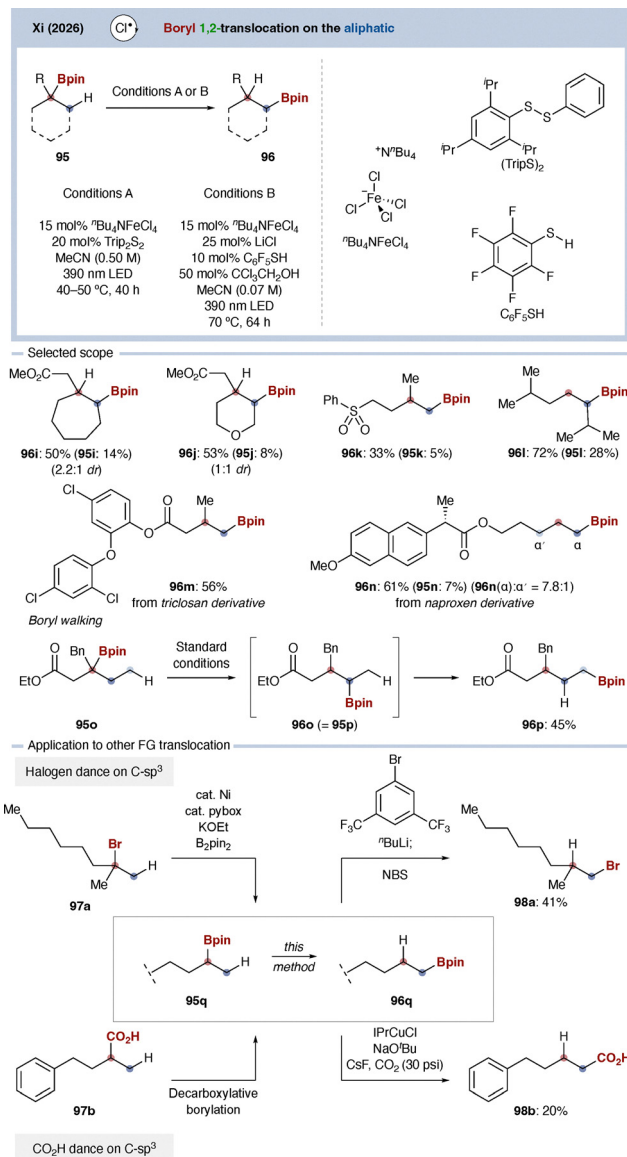 Xi (2026) Cl• Boryl 1,2-translocation on the aliphatic
R Bpin H
95
Conditions A or B
R H Bpin
96
Conditions A
15 mol% ⁿBu₄NFeCl₄
20 mol% Trip₂S₂
MeCN (0.50 M)
390 nm LED
40–50 ºC, 40 h
Conditions B
15 mol% ⁿBu₄NFeCl₄
25 mol% LiCl
10 mol% C₆F₅SH
50 mol% CCl₃CH₂OH
MeCN (0.07 M)
390 nm LED
70 ºC, 64 h
⁺NⁿBu₄
Cl
− Fe Cl
Cl Cl
ⁿBu₄NFeCl₄
ⁱPr S S
ⁱPr ⁱPr
(TripS)₂
F S H
F F
F F
C₆F₅SH
Selected scope
MeO₂C H Bpin
96i: 50% (95i: 14%)
(2.2:1 dr)
MeO₂C H Bpin
O
96j: 53% (95j: 8%)
(1:1 dr)
Ph S O O Me Bpin
96k: 33% (95k: 5%)
Me Me Bpin Me Me
96l: 72% (95l: 28%)
Cl O O Me Bpin
O
Cl Cl
96m: 56%
from triclosan derivative
Me O O Bpin
MeO α′ α
96n: 61% (95n: 7%) (96n(α):α′ = 7.8:1)
from naproxen derivative
Boryl walking
Bn Bpin
O EtO H
95o
Standard
conditions
O Bn
EtO H
Bpin
96o (= 95p)
O Bn
EtO Bpin
H
96p: 45%
Application to other FG translocation
Halogen dance on C-sp³
Me
Br
H
Me
97a
cat. Ni
cat. pybox
KOEt
B₂pin₂
Br
F₃C CF₃
ⁿBuLi;
NBS
Me
H
Br
Me
98a: 41%
Bpin
H
95q
this
method
H
Bpin
96q
CO₂H
H
97b
Decarboxylative
borylation
IPrCuCl
NaOᵗBu
CsF, CO₂ (30 psi)
H
CO₂H
98b: 20%
CO₂H dance on C-sp³